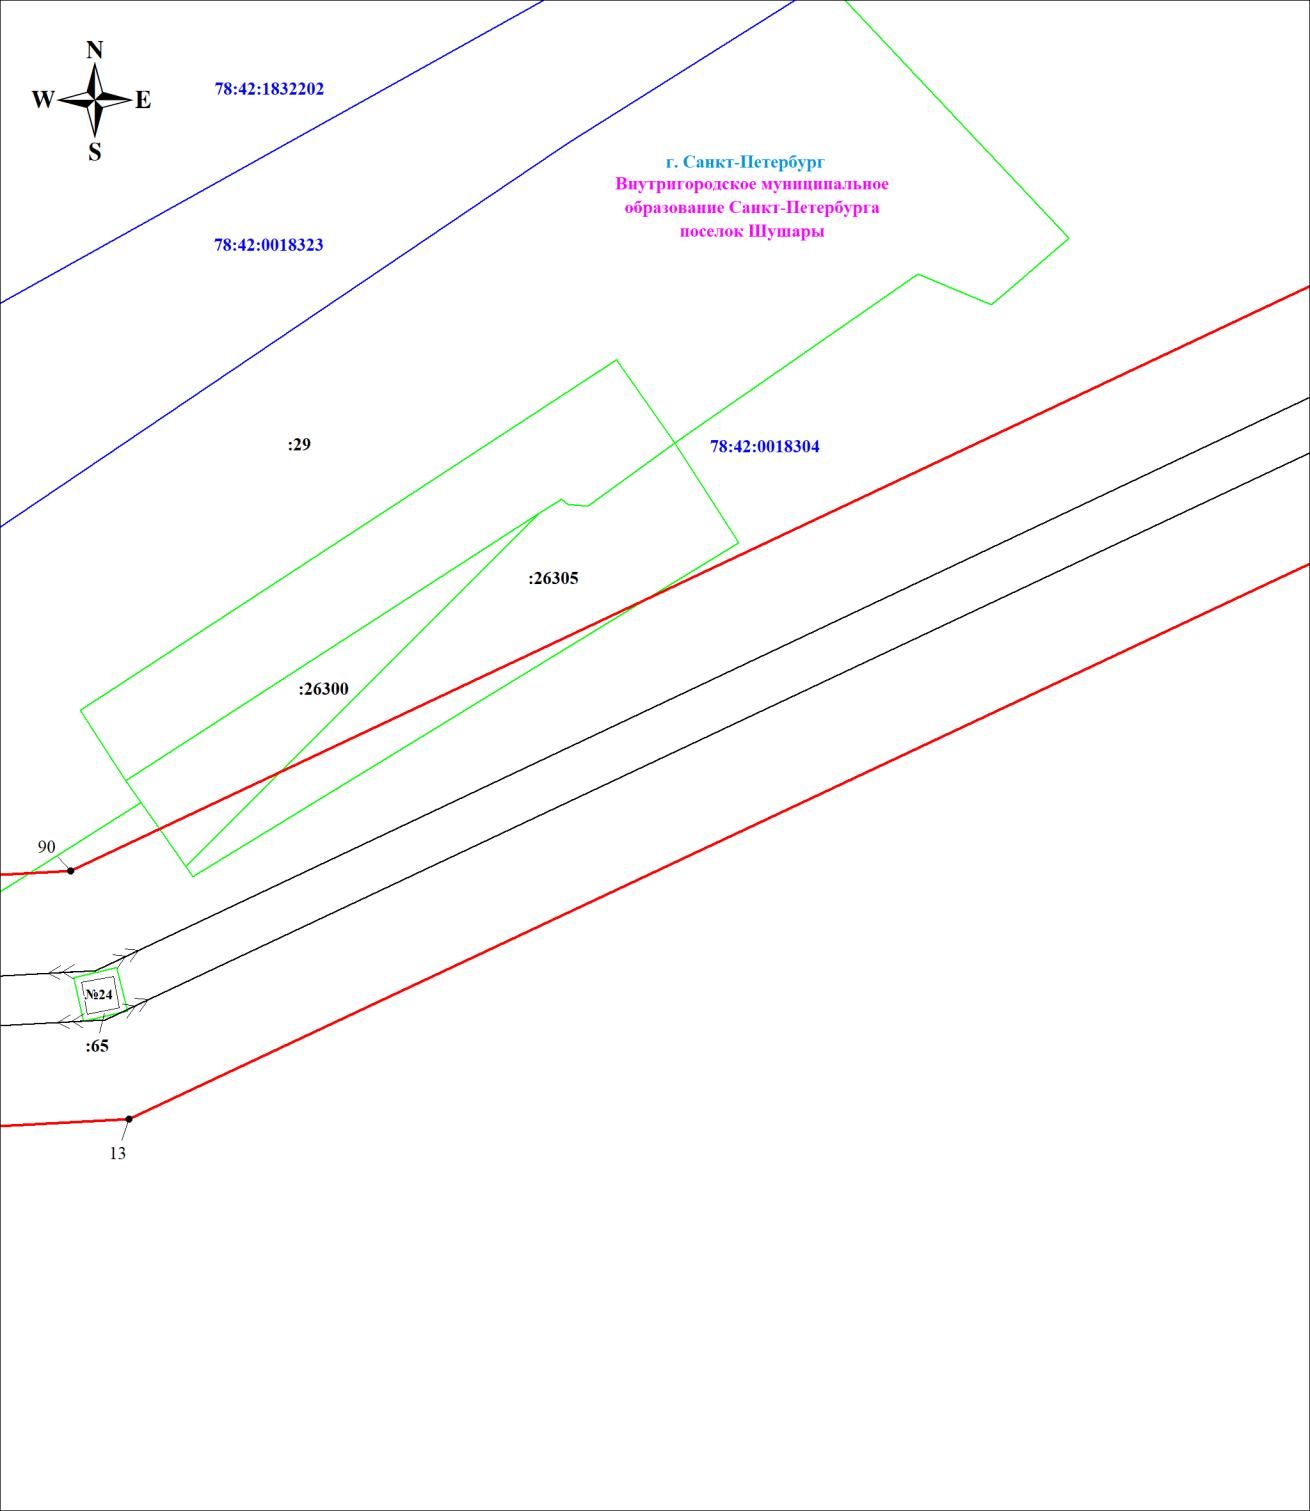 N
W E
S
78:42:1832202
г. Санкт-Петербург
Внутригородское муниципальное
образование Санкт-Петербурга
поселок Шушары
78:42:0018323
:29
78:42:0018304
:26305
:26300
90
№24
:65
13